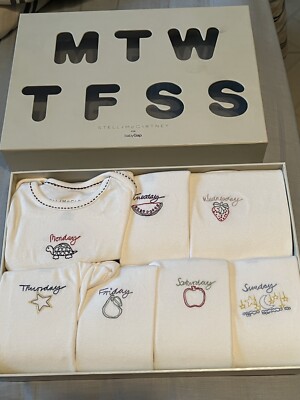 M T W
T F S S
STELLA McCARTNEY
Monday
Tuesday
Wednesday
Thursday
Friday
Saturday
Sunday